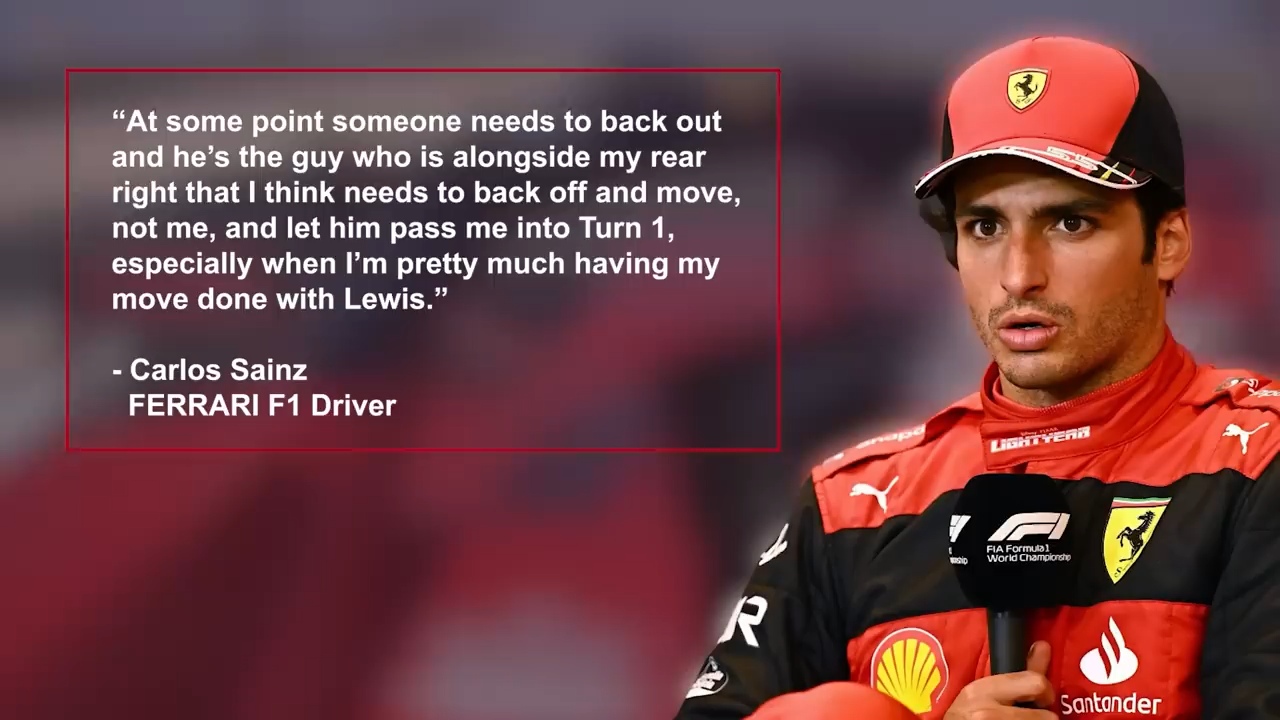 “At some point someone needs to back out
and he’s the guy who is alongside my rear
right that I think needs to back off and move,
not me, and let him pass me into Turn 1,
especially when I’m pretty much having my
move done with Lewis.”
- Carlos Sainz
FERRARI F1 Driver
LIGHTYEAR
F1
FIA Formula 1
World Championship
Santander